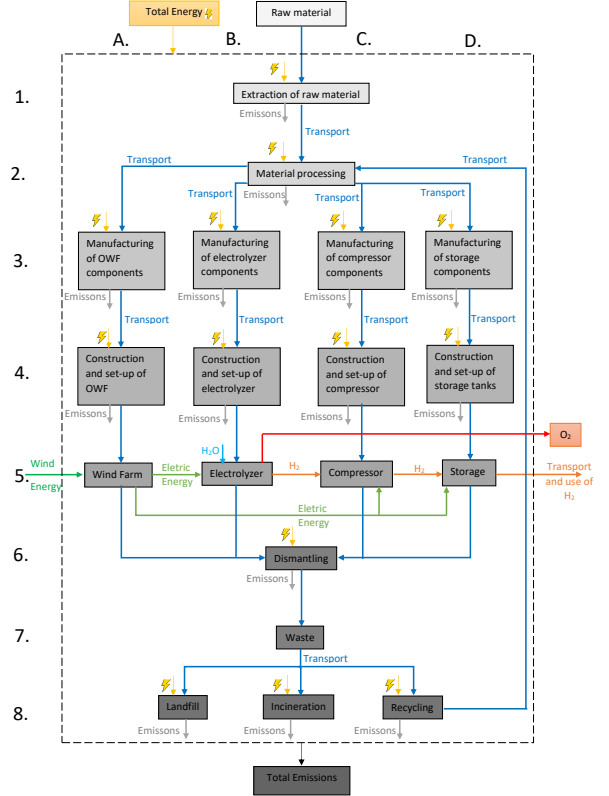 Total Energy
Raw material
A.
B.
C.
D.
1.
Extraction of raw material
Emissons
Transport
2.
Transport
Material processing
Transport
Emissons
Transport
Transport
Transport
3.
Manufacturing
of OWF
components
Manufacturing
of electrolyzer
components
Manufacturing
of compressor
components
Manufacturing
of storage
components
Emissons
Emissons
Emissons
Emissons
Transport
Transport
Transport
Transport
4.
Construction
and set-up of
OWF
Construction
and set-up of
electrolyzer
Construction
and set-up of
compressor
Construction
and set-up of
storage tanks
Emissons
Emissons
Emissons
Emissons
O₂
H₂O
5.
Wind
Energy
Wind Farm
Eletric
Energy
Electrolyzer
H₂
Compressor
H₂
Storage
Transport
and use of
H₂
Eletric
Energy
6.
Dismantling
Emissons
7.
Waste
Transport
8.
Landfill
Incineration
Recycling
Emissons
Emissons
Emissons
Total Emissions